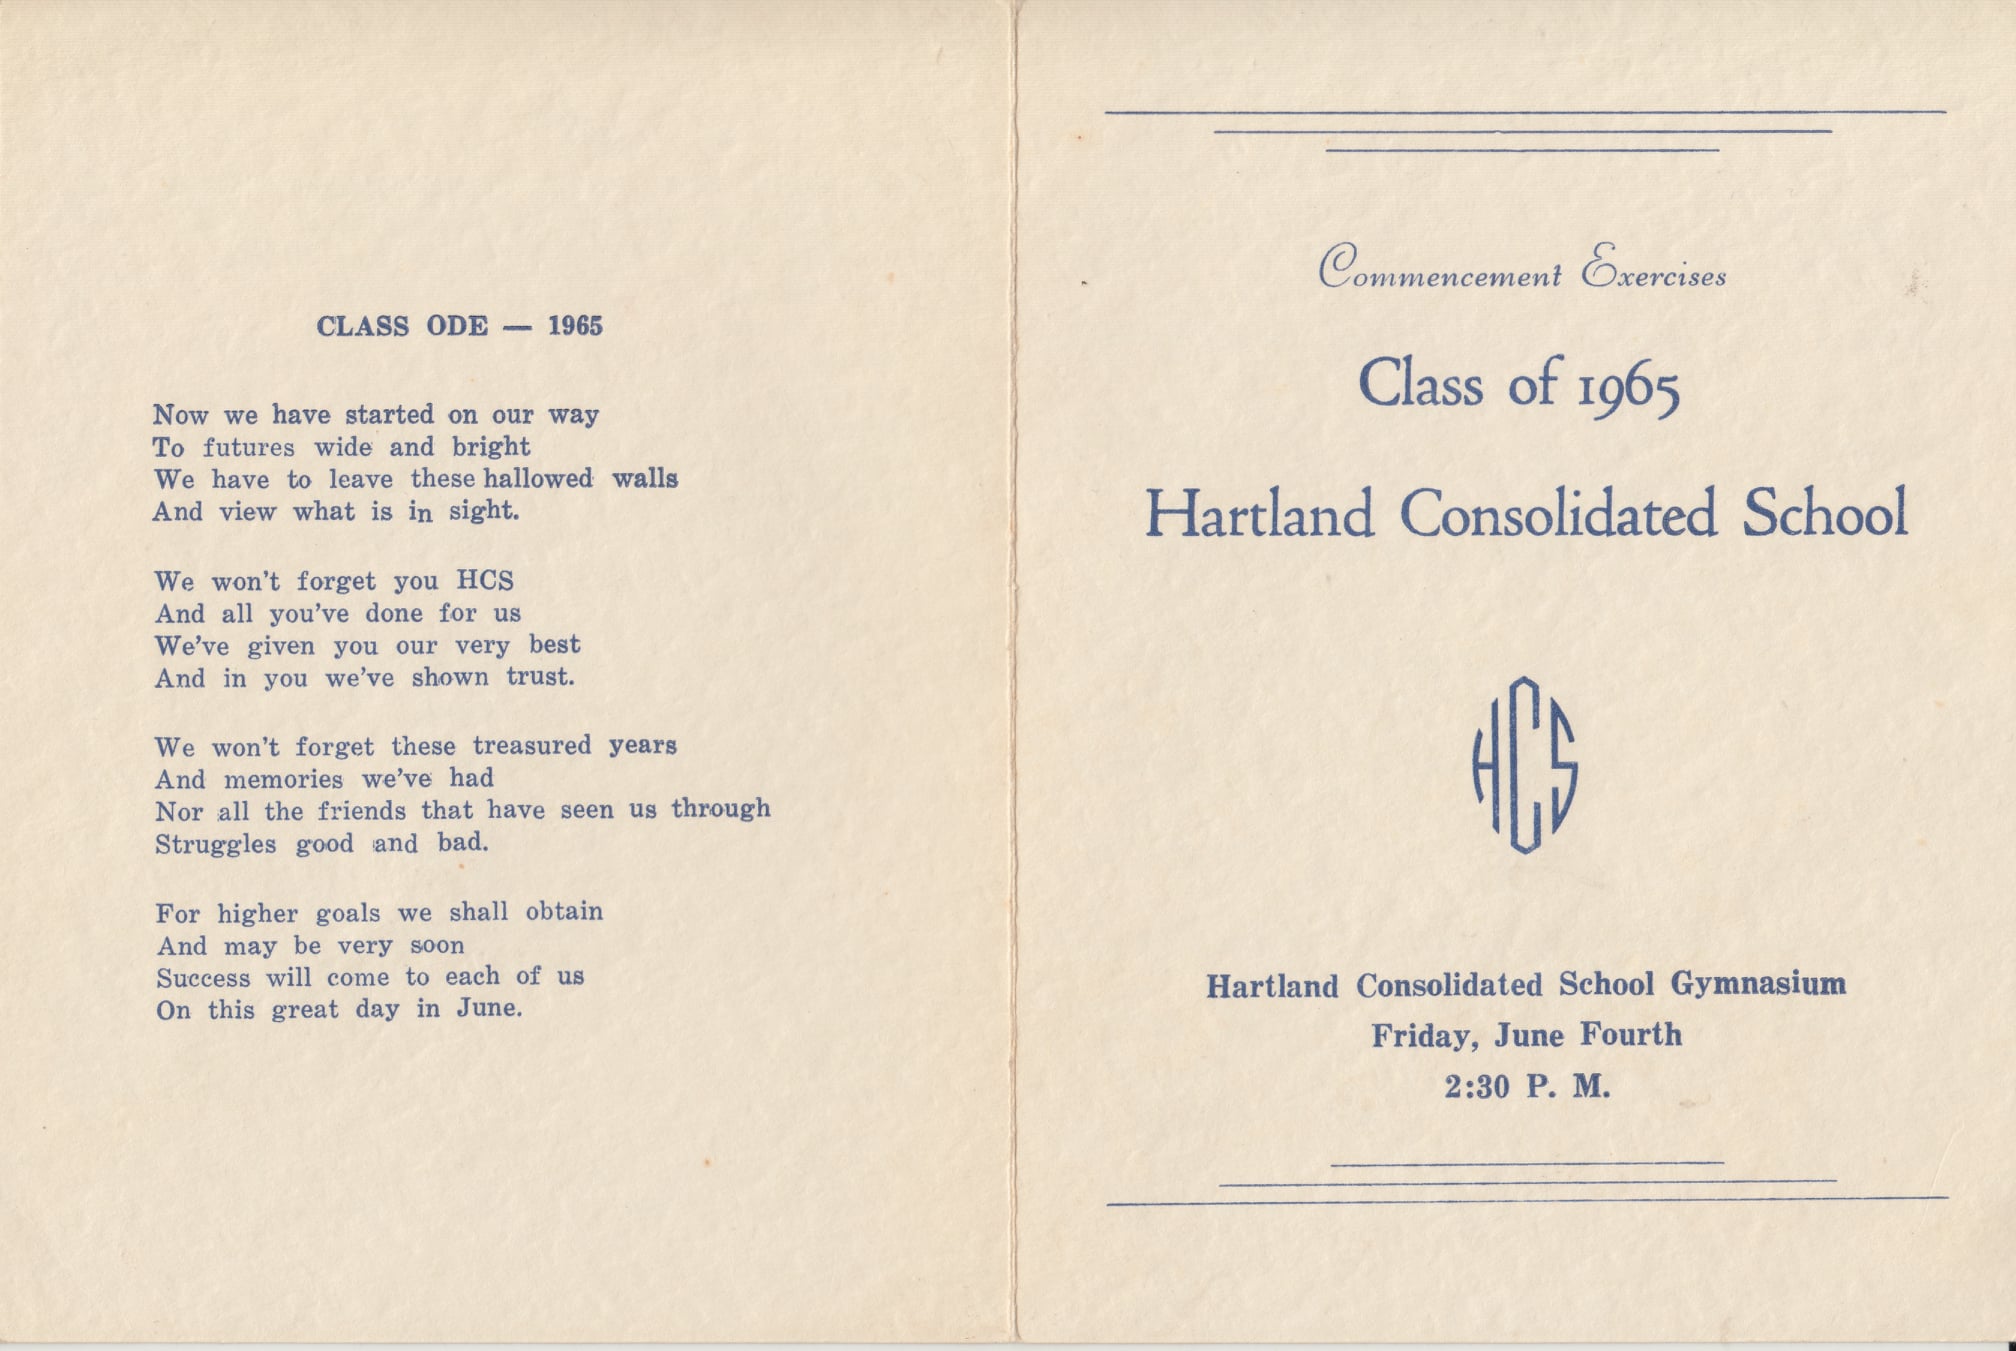 CLASS ODE — 1965
Now we have started on our way
To futures wide and bright
We have to leave these hallowed walls
And view what is in sight.
We won't forget you HCS
And all you've done for us
We've given you our very best
And in you we've shown trust.
We won't forget these treasured years
And memories we've had
Nor all the friends that have seen us through
Struggles good and bad.
For higher goals we shall obtain
And may be very soon
Success will come to each of us
On this great day in June.
Commencement Exercises
Class of 1965
Hartland Consolidated School
HCS
Hartland Consolidated School Gymnasium
Friday, June Fourth
2:30 P. M.